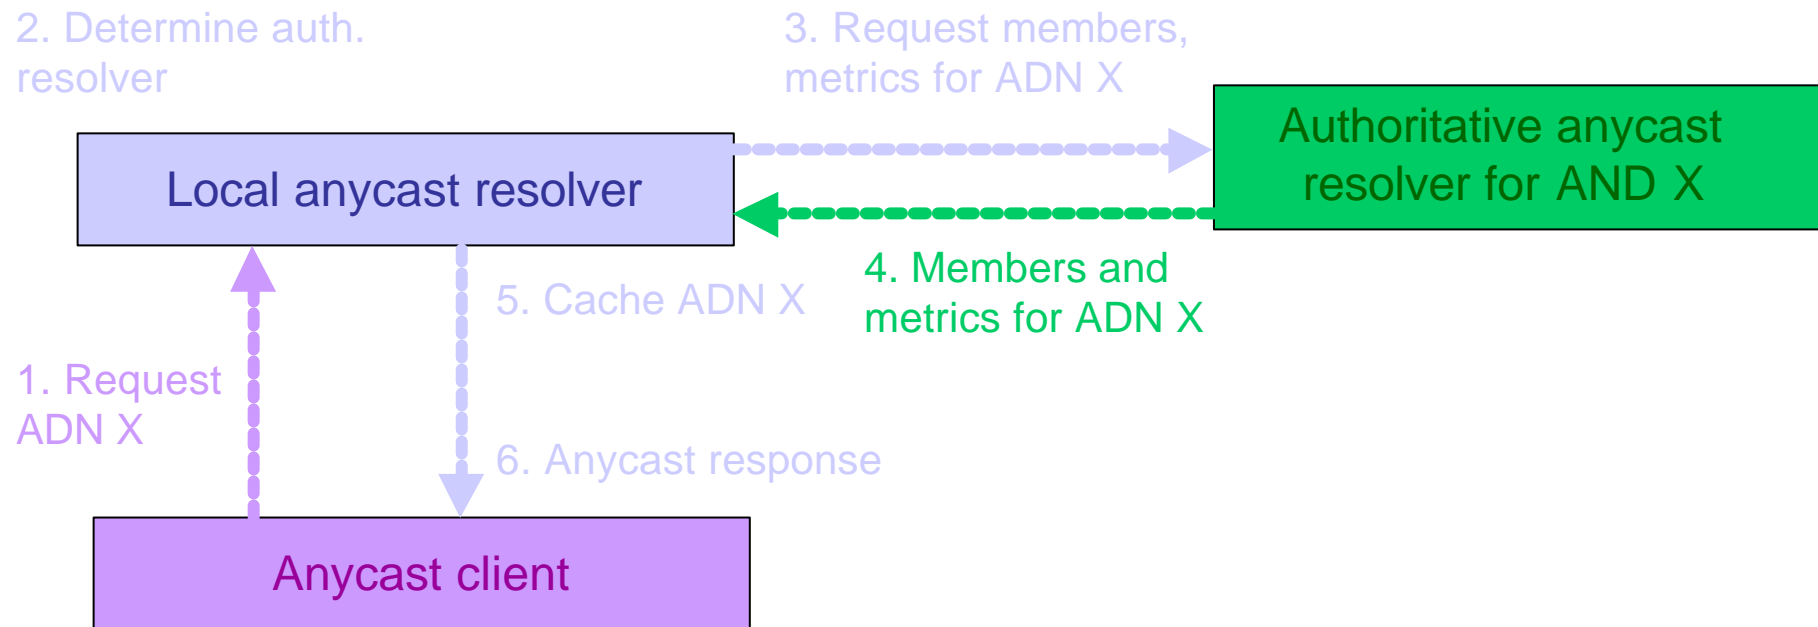 2. Determine auth.
resolver
3. Request members,
metrics for ADN X
Authoritative anycast
resolver for AND X
Local anycast resolver
4. Members and
metrics for ADN X
5. Cache ADN X
1. Request
ADN X
6. Anycast response
Anycast client